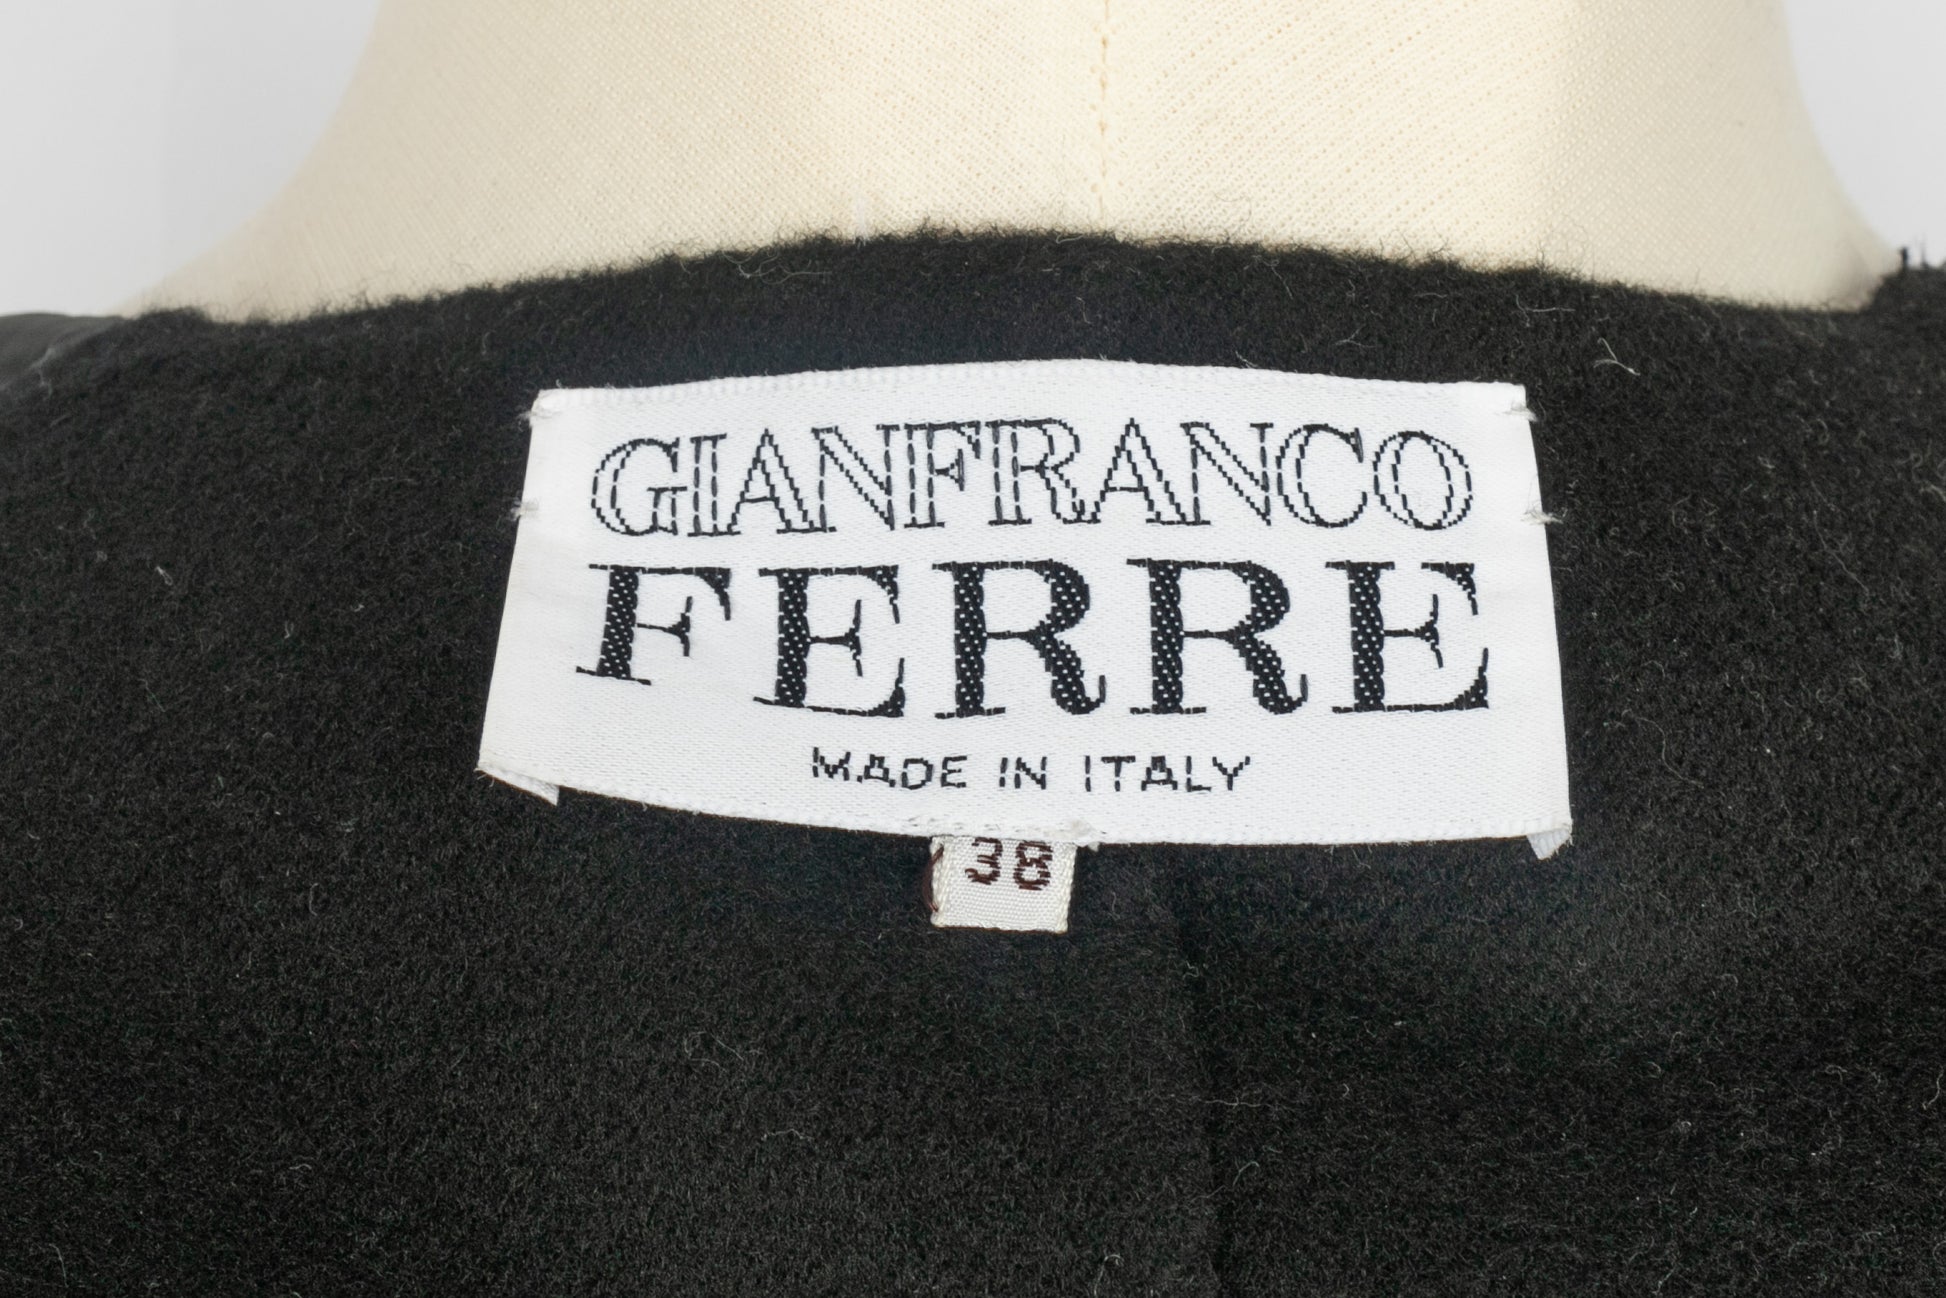 GIANFRANCO
FERRE
MADE IN ITALY
38